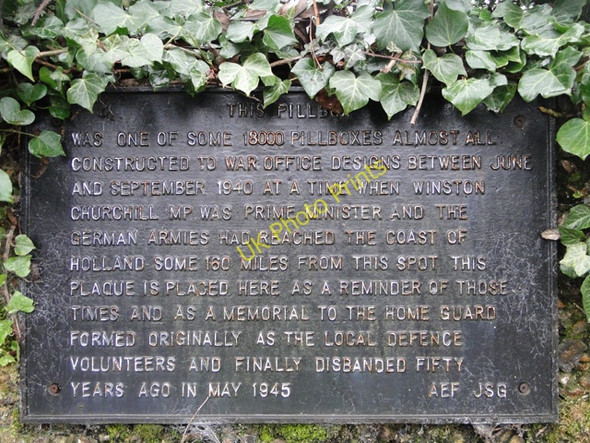 THIS PILLBOX
WAS ONE OF SOME 18000 PILLBOXES ALMOST ALL
CONSTRUCTED TO WAR OFFICE DESIGNS BETWEEN JUNE
AND SEPTEMBER 1940 AT A TIME WHEN WINSTON
CHURCHILL MP WAS PRIME MINISTER AND THE
GERMAN ARMIES HAD REACHED THE COAST OF
HOLLAND SOME 160 MILES FROM THIS SPOT THIS
PLAQUE IS PLACED HERE AS A REMINDER OF THOSE
TIMES AND AS A MEMORIAL TO THE HOME GUARD
FORMED ORIGINALLY AS THE LOCAL DEFENCE
VOLUNTEERS AND FINALLY DISBANDED FIFTY
YEARS AGO IN MAY 1945 AEF JSG
UK Photo Prints